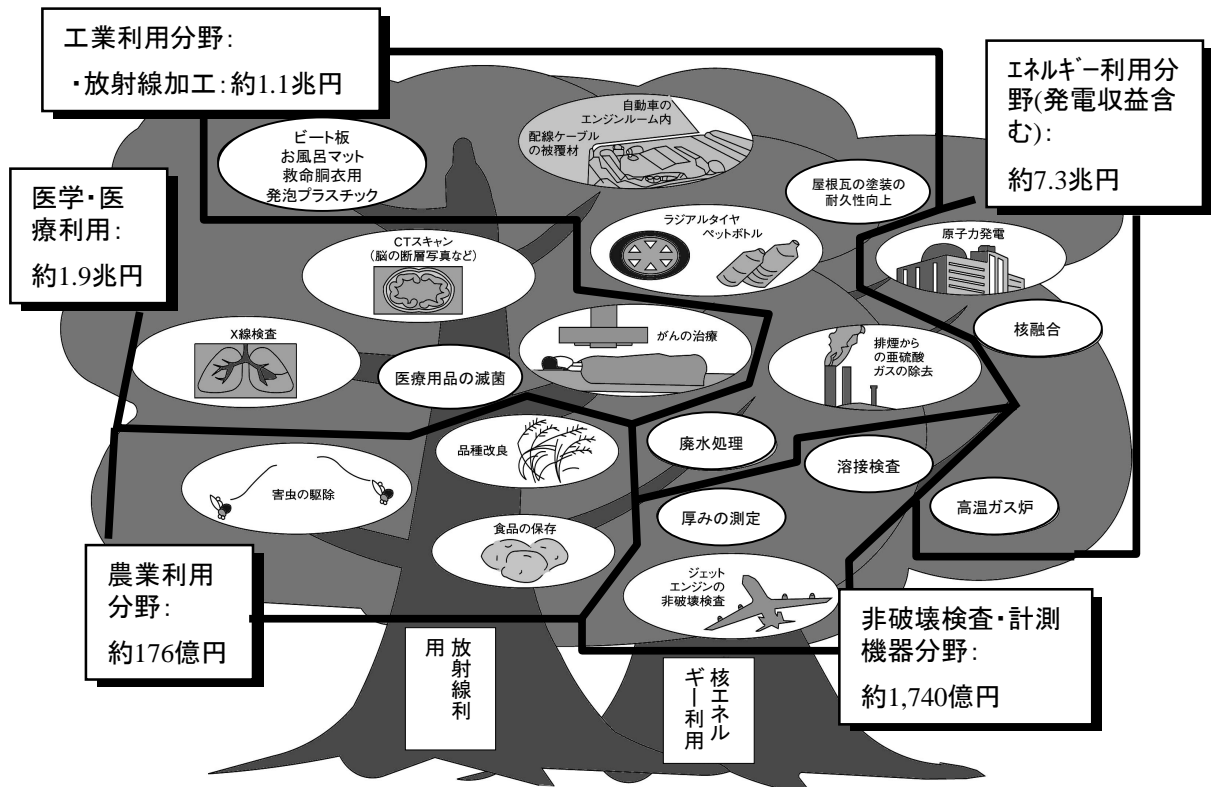 工業利用分野:
・放射線加工:約1.1兆円
エネルギー利用分
野(発電収益含
む):
約7.3兆円
医学・医
療利用:
約1.9兆円
ビート板
お風呂マット
救命胴衣用
発泡プラスチック
自動車の
エンジンルーム内
配線ケーブル
の被覆材
屋根瓦の塗装の
耐久性向上
CTスキャン
(脳の断層写真など)
ラジアルタイヤ
ペットボトル
原子力発電
核融合
X線検査
医療用品の滅菌
がんの治療
排煙から
の亜硫酸
ガスの除去
品種改良
廃水処理
溶接検査
害虫の駆除
食品の保存
厚みの測定
高温ガス炉
ジェット
エンジンの
非破壊検査
農業利用
分野:
約176億円
非破壊検査・計測
機器分野:
約1,740億円
放射線利
用
核エネル
ギー利用